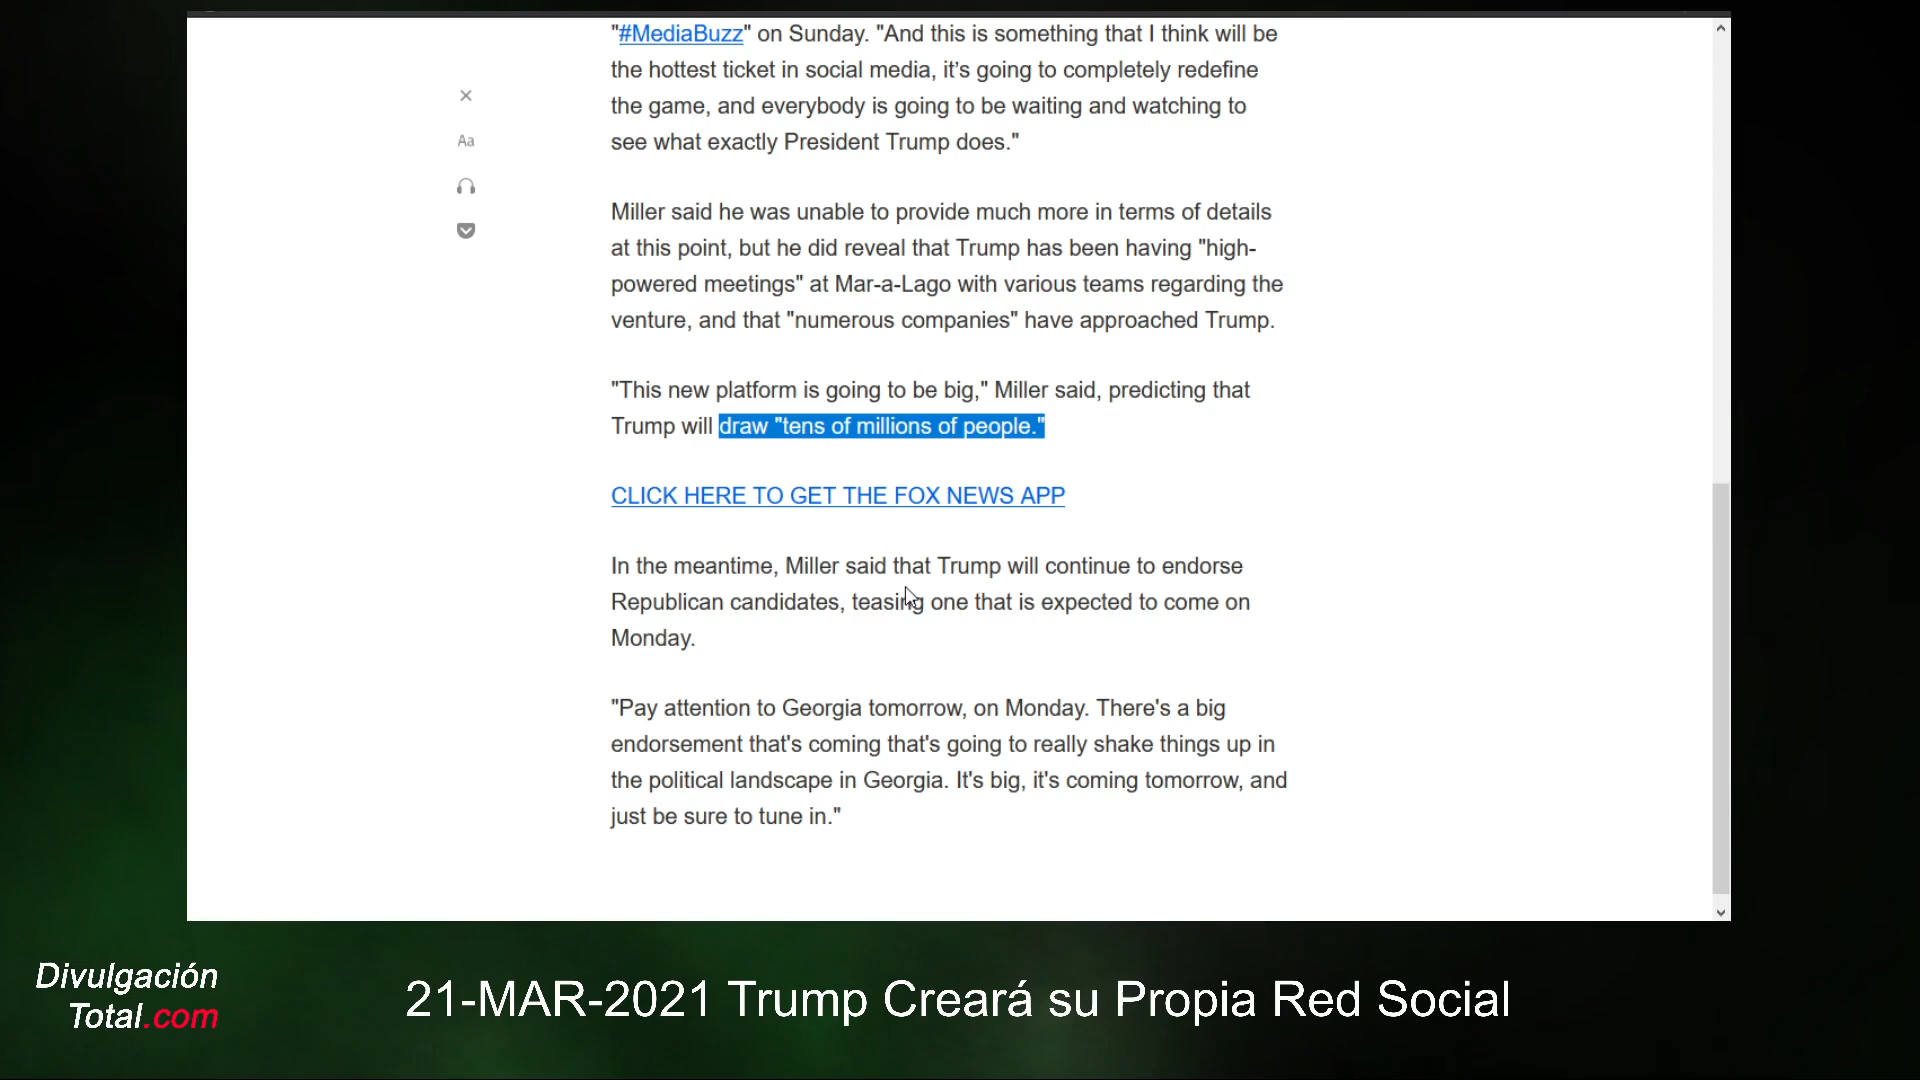 "#MediaBuzz" on Sunday. "And this is something that I think will be
the hottest ticket in social media, it’s going to completely redefine
the game, and everybody is going to be waiting and watching to
see what exactly President Trump does."
Aa
Miller said he was unable to provide much more in terms of details
at this point, but he did reveal that Trump has been having "high-
powered meetings" at Mar-a-Lago with various teams regarding the
venture, and that "numerous companies" have approached Trump.
"This new platform is going to be big," Miller said, predicting that
Trump will draw "tens of millions of people."
CLICK HERE TO GET THE FOX NEWS APP
In the meantime, Miller said that Trump will continue to endorse
Republican candidates, teasing one that is expected to come on
Monday.
"Pay attention to Georgia tomorrow, on Monday. There's a big
endorsement that's coming that's going to really shake things up in
the political landscape in Georgia. It's big, it's coming tomorrow, and
just be sure to tune in."
Divulgación
Total.com
21-MAR-2021 Trump Creará su Propia Red Social